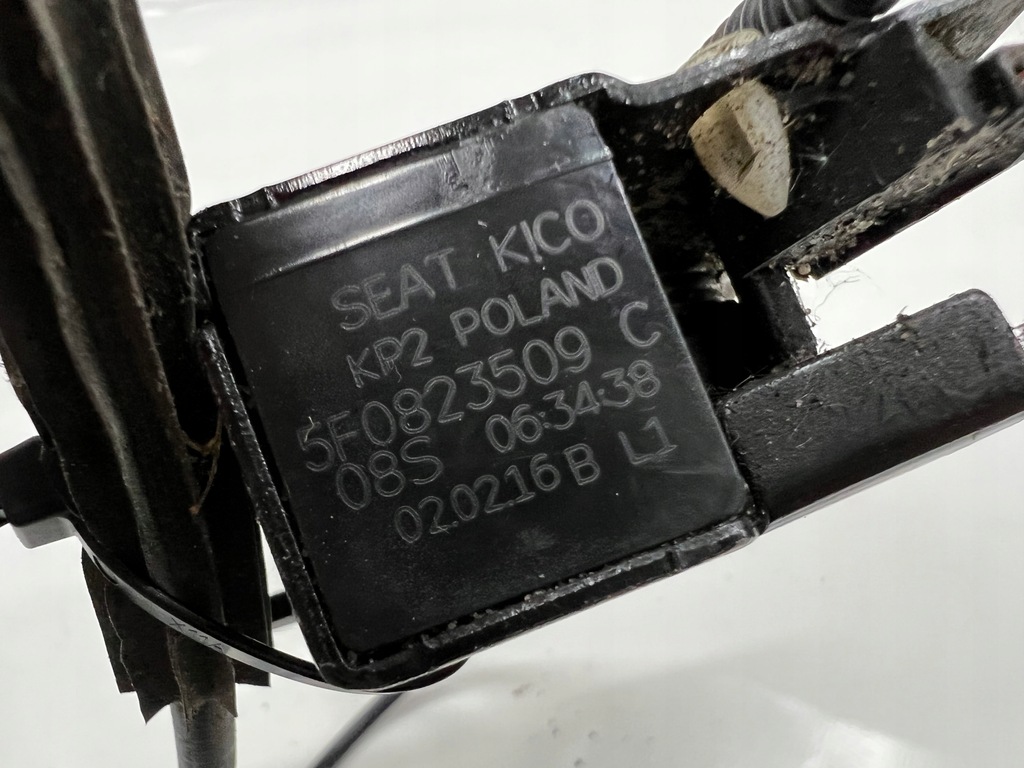 SEAT KICO
KP2 POLAND
5F0823509 C
08S 06:34:38
02.02.16 B L1